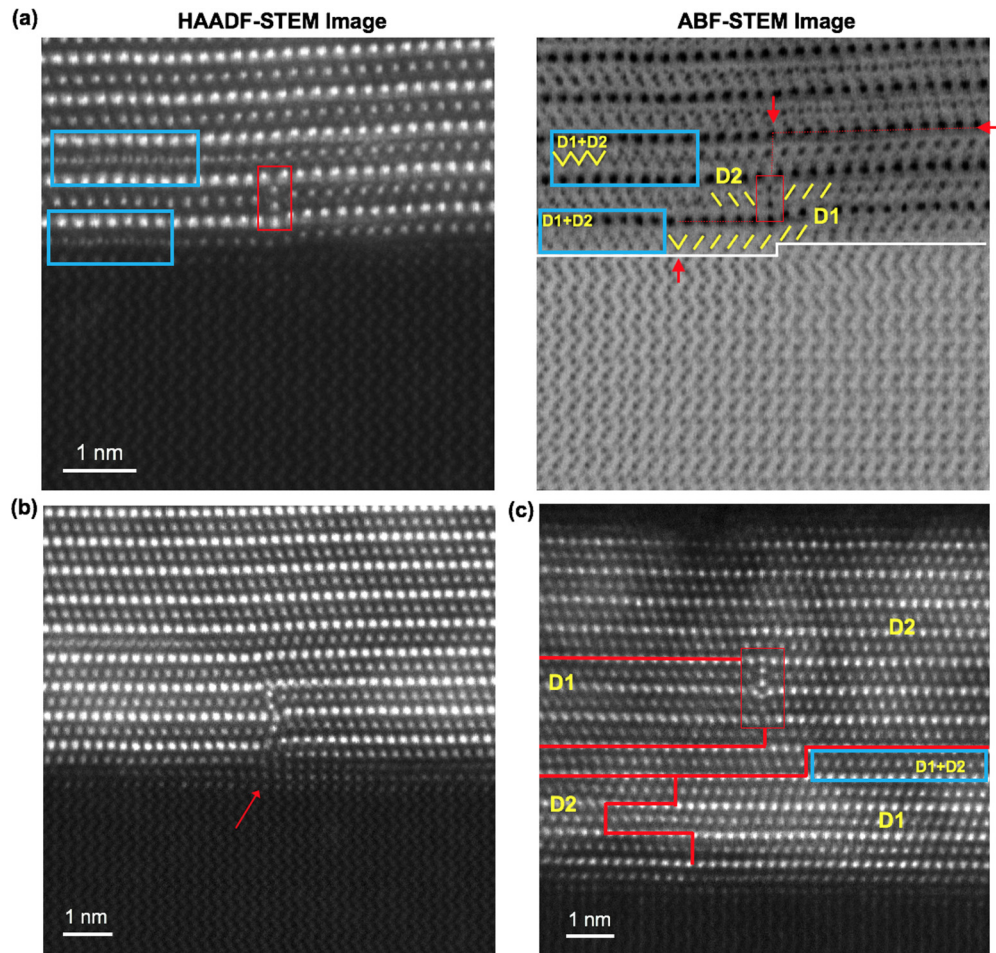 (a)
HAADF-STEM Image
ABF-STEM Image
D1+D2
D2
D1+D2
D1
1 nm
(b)
(c)
D2
D1
D1+D2
D2
D1
1 nm
1 nm